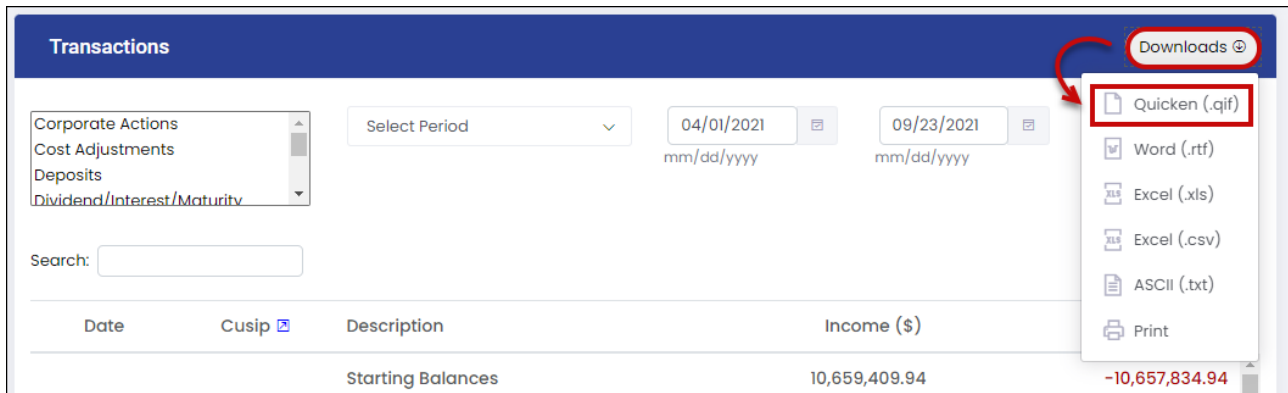 Transactions
Downloads
Quicken (.qif)
Word (.rtf)
Excel (.xls)
XLS
Excel (.csv)
XLS
ASCII (.txt)
Print
Corporate Actions
Cost Adjustments
Deposits
Dividend/Interest/Maturity
Select Period
04/01/2021
mm/dd/yyyy
09/23/2021
mm/dd/yyyy
Search:
Date Cusip Description Income ($)
Starting Balances 10,659,409.94 -10,657,834.94